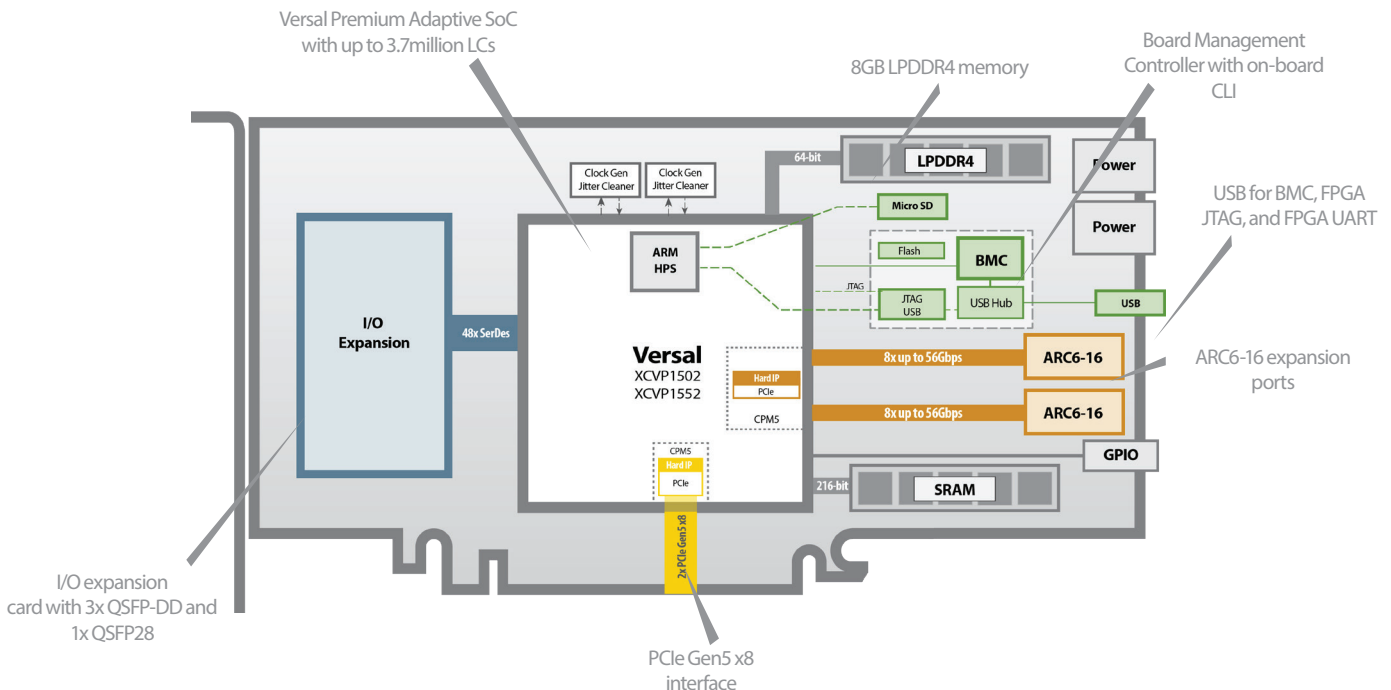 Versal Premium Adaptive SoC
with up to 3.7million LCs
8GB LPDDR4 memory
Board Management
Controller with on-board
CLI
Clock Gen
Jitter Cleaner
Clock Gen
Jitter Cleaner
64-bit
LPDDR4
Power
Power
USB for BMC, FPGA
JTAG, and FPGA UART
Micro SD
ARM
HPS
Flash
BMC
JTAG
JTAG
USB
USB Hub
USB
I/O
Expansion
48x SerDes
Versal
XCVP1502
XCVP1552
Hard IP
PCIe
CPM5
8x up to 56Gbps
ARC6-16
8x up to 56Gbps
ARC6-16
ARC6-16 expansion
ports
CPM5
Hard IP
PCIe
GPIO
216-bit
SRAM
2x PCIe Gen5 x8
I/O expansion
card with 3x QSFP-DD and
1x QSFP28
PCIe Gen5 x8
interface